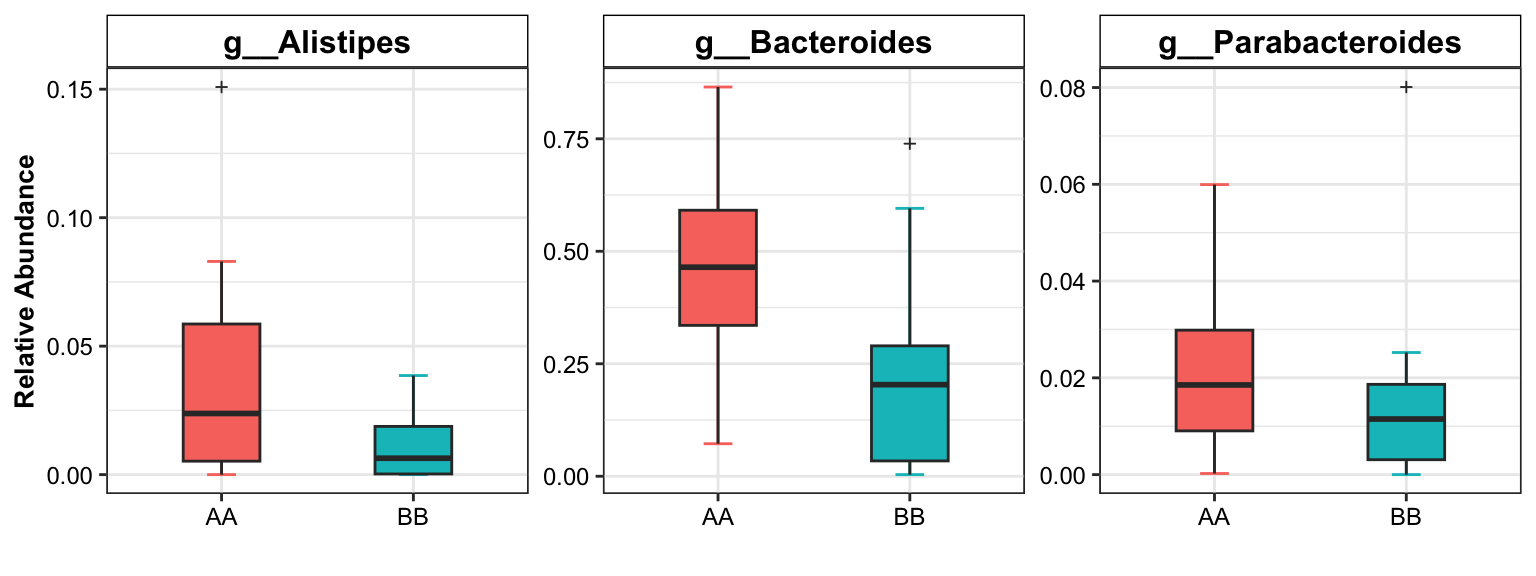 g__Alistipes
g__Bacteroides
g__Parabacteroides
Relative Abundance
0.15
0.10
0.05
0.00
0.75
0.50
0.25
0.00
0.08
0.06
0.04
0.02
0.00
AA
BB
AA
BB
AA
BB